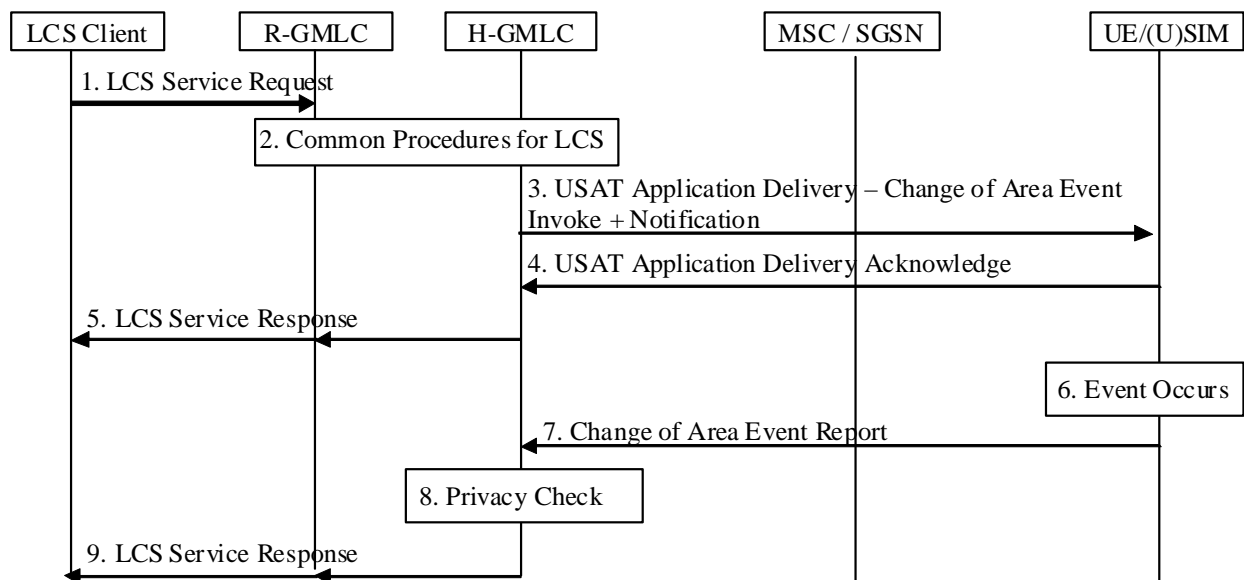 LCS Client
R-GMLC
H-GMLC
MSC / SGSN
UE/(U)SIM
1. LCS Service Request
2. Common Procedures for LCS
3. USAT Application Delivery – Change of Area Event
Invoke + Notification
4. USAT Application Delivery Acknowledge
5. LCS Service Response
6. Event Occurs
7. Change of Area Event Report
8. Privacy Check
9. LCS Service Response